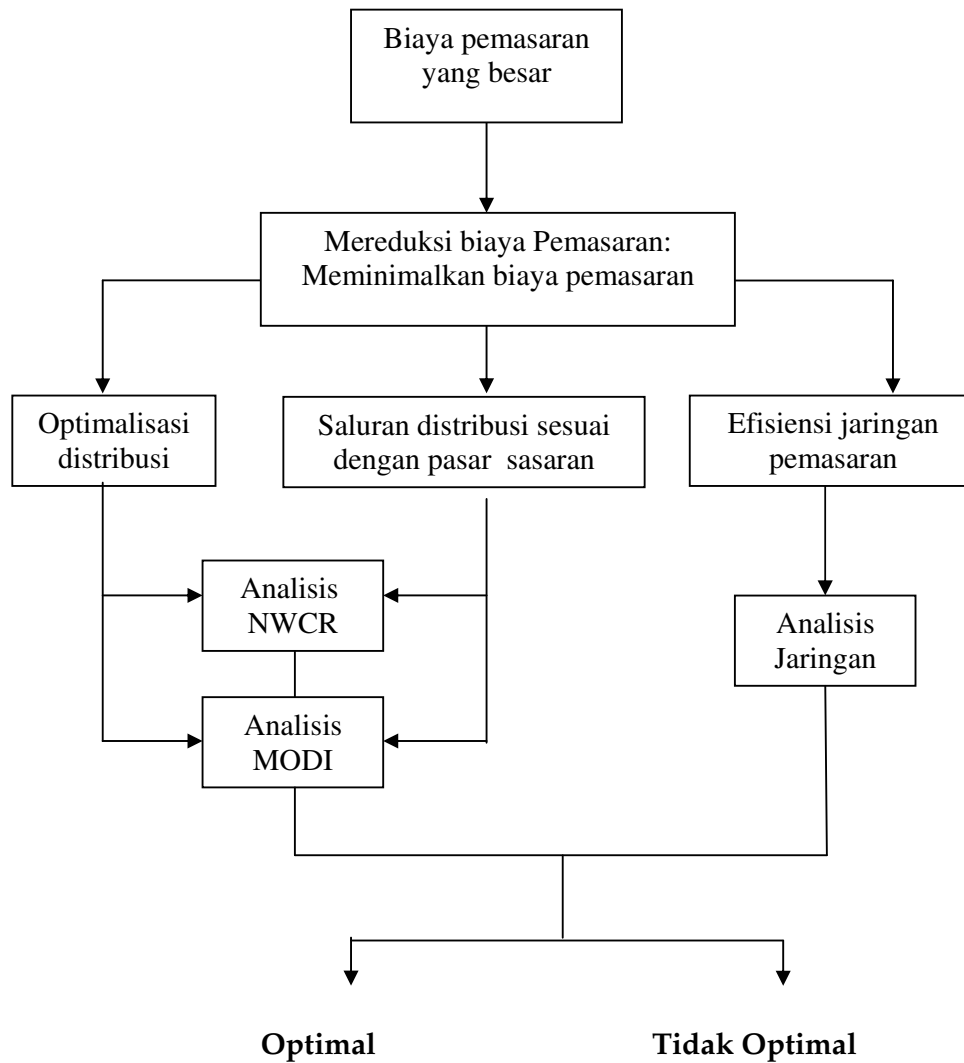 Biaya pemasaran
yang besar
Mereduksi biaya Pemasaran:
Meminimalkan biaya pemasaran
Optimalisasi
distribusi
Saluran distribusi sesuai
dengan pasar sasaran
Efisiensi jaringan
pemasaran
Analisis
NWCR
Analisis
Jaringan
Analisis
MODI
Optimal
Tidak Optimal